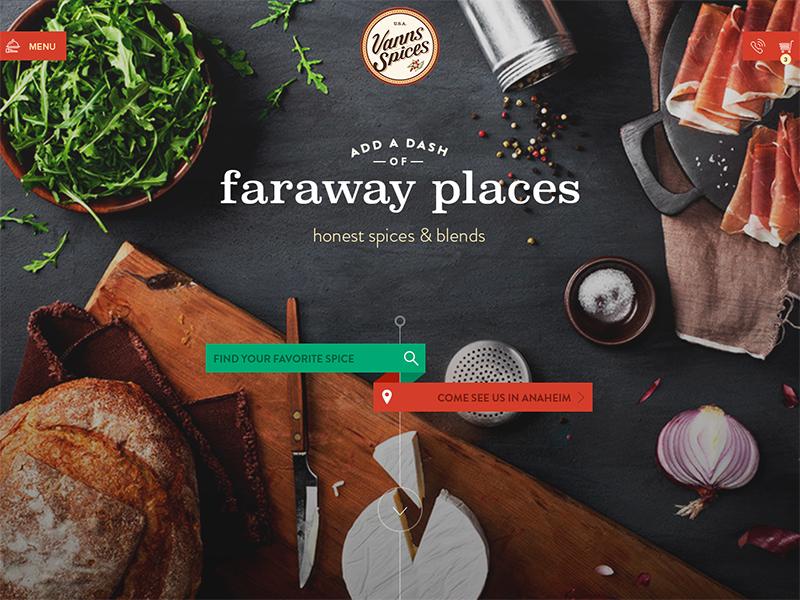 MENU
U.S.A.
Vanns
Spices
3
ADD A DASH
OF
faraway places
honest spices & blends
FIND YOUR FAVORITE SPICE
COME SEE US IN ANAHEIM